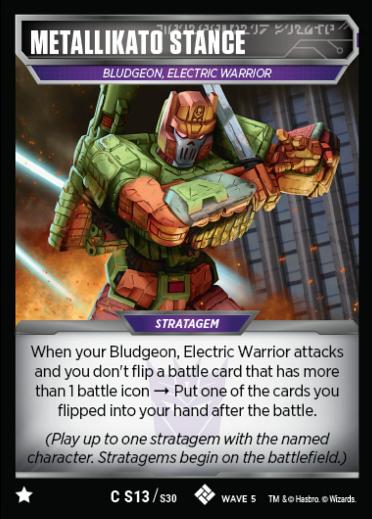 METALLIKATO STANCE
BLUDGEON, ELECTRIC WARRIOR
STRATAGEM
When your Bludgeon, Electric Warrior attacks
and you don't flip a battle card that has more
than 1 battle icon → Put one of the cards you
flipped into your hand after the battle.
(Play up to one stratagem with the named
character. Stratagems begin on the battlefield.)
C S13/S30 WAVE 5 TM & © Hasbro. © Wizards.